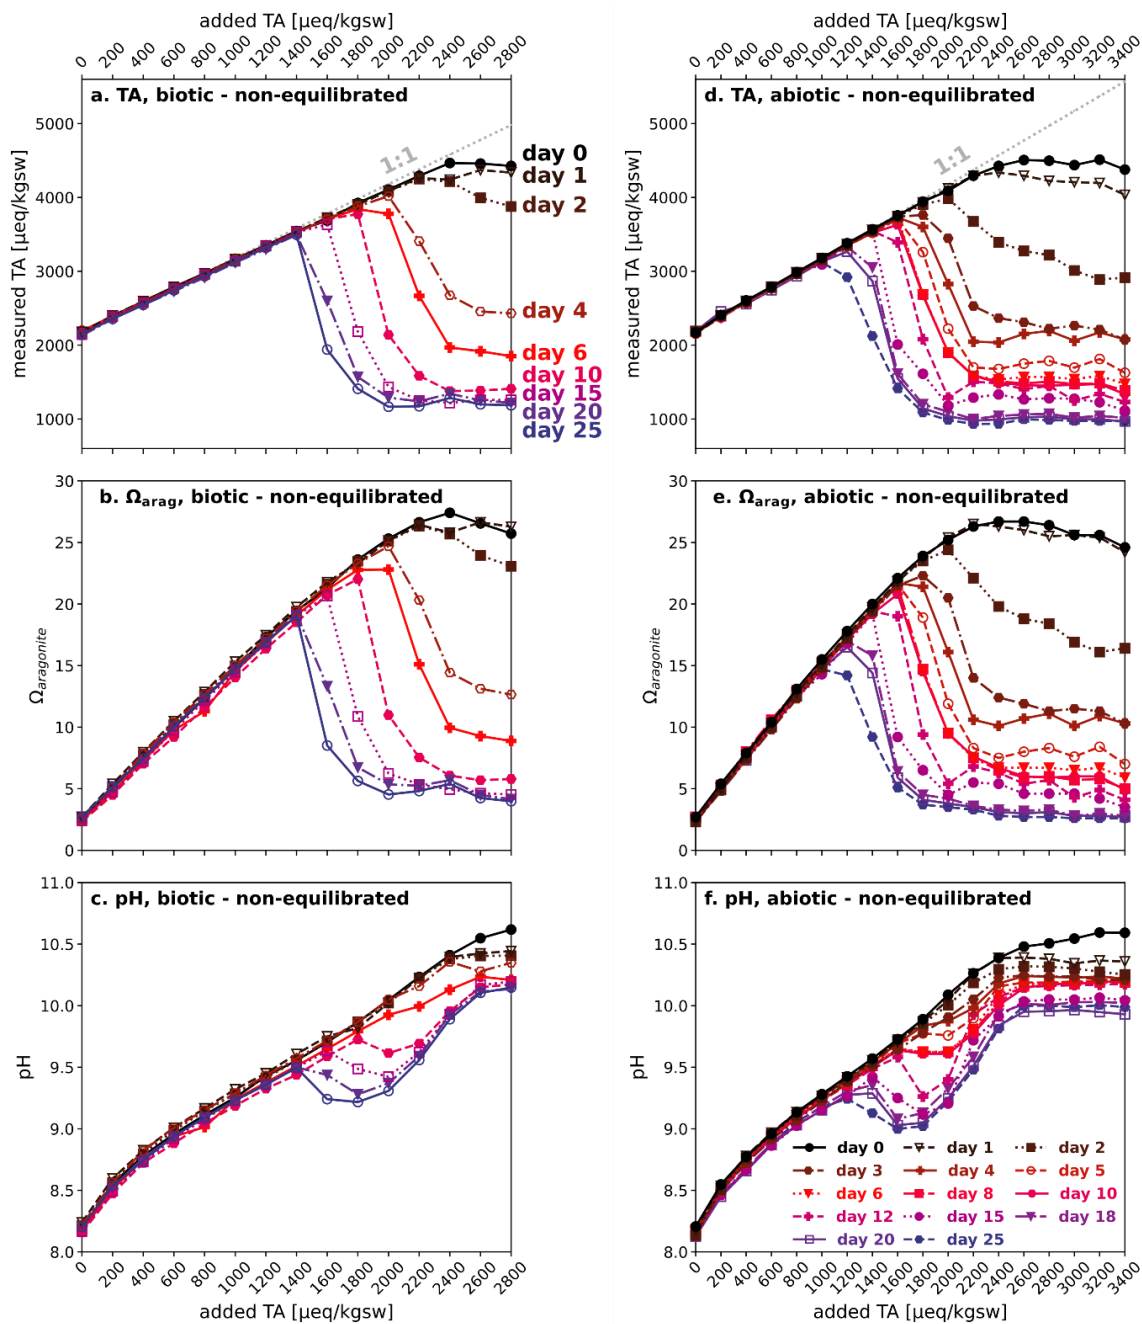 added TA [µeq/kgsw]
0 200 400 600 800 1000 1200 1400 1600 1800 2000 2200 2400 2600 2800
a. TA, biotic - non-equilibrated
1:1
measured TA [µeq/kgsw]
5000
4000
3000
2000
1000
day 0
day 1
day 2
day 4
day 6
day 10
day 15
day 20
day 25
b. Ωarag, biotic - non-equilibrated
Ωaragonite
30
25
20
15
10
5
0
c. pH, biotic - non-equilibrated
pH
11.0
10.5
10.0
9.5
9.0
8.5
8.0
0 200 400 600 800 1000 1200 1400 1600 1800 2000 2200 2400 2600 2800
added TA [µeq/kgsw]
added TA [µeq/kgsw]
0 200 400 600 800 1000 1200 1400 1600 1800 2000 2200 2400 2600 2800 3000 3200 3400
d. TA, abiotic - non-equilibrated
1:1
measured TA [µeq/kgsw]
5000
4000
3000
2000
1000
e. Ωarag, abiotic - non-equilibrated
Ωaragonite
30
25
20
15
10
5
0
f. pH, abiotic - non-equilibrated
pH
11.0
10.5
10.0
9.5
9.0
8.5
8.0
day 0 day 1 day 2
day 3 day 4 day 5
day 6 day 8 day 10
day 12 day 15 day 18
day 20 day 25
0 200 400 600 800 1000 1200 1400 1600 1800 2000 2200 2400 2600 2800 3000 3200 3400
added TA [µeq/kgsw]